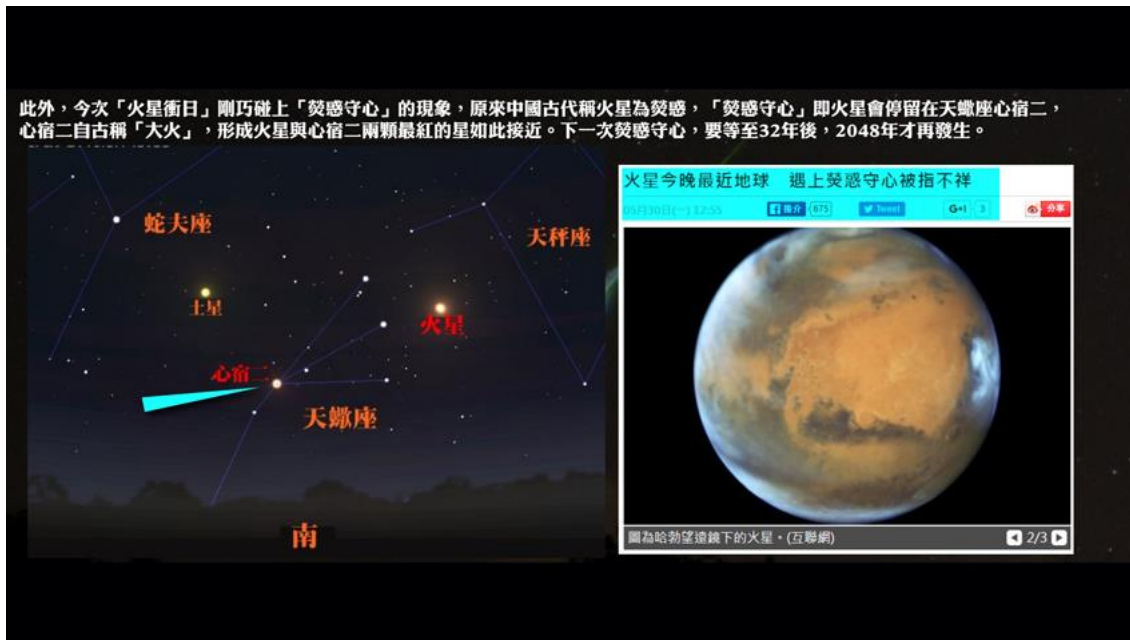 此外，今次「火星衝日」剛巧碰上「熒惑守心」的現象，原來中國古代稱火星為熒惑，「熒惑守心」即火星會停留在天蠍座心宿二，
心宿二自古稱「大火」，形成火星與心宿二兩顆最紅的星如此接近。下一次熒惑守心，要等至32年後，2048年才再發生。
蛇夫座
天秤座
土星
火星
心宿二
天蠍座
南
火星今晚最近地球　遇上熒惑守心被指不祥
05月30日(一) 12:55
推介 675
Tweet
G+1 3
分享
圖為哈勃望遠鏡下的火星。(互聯網)
2/3